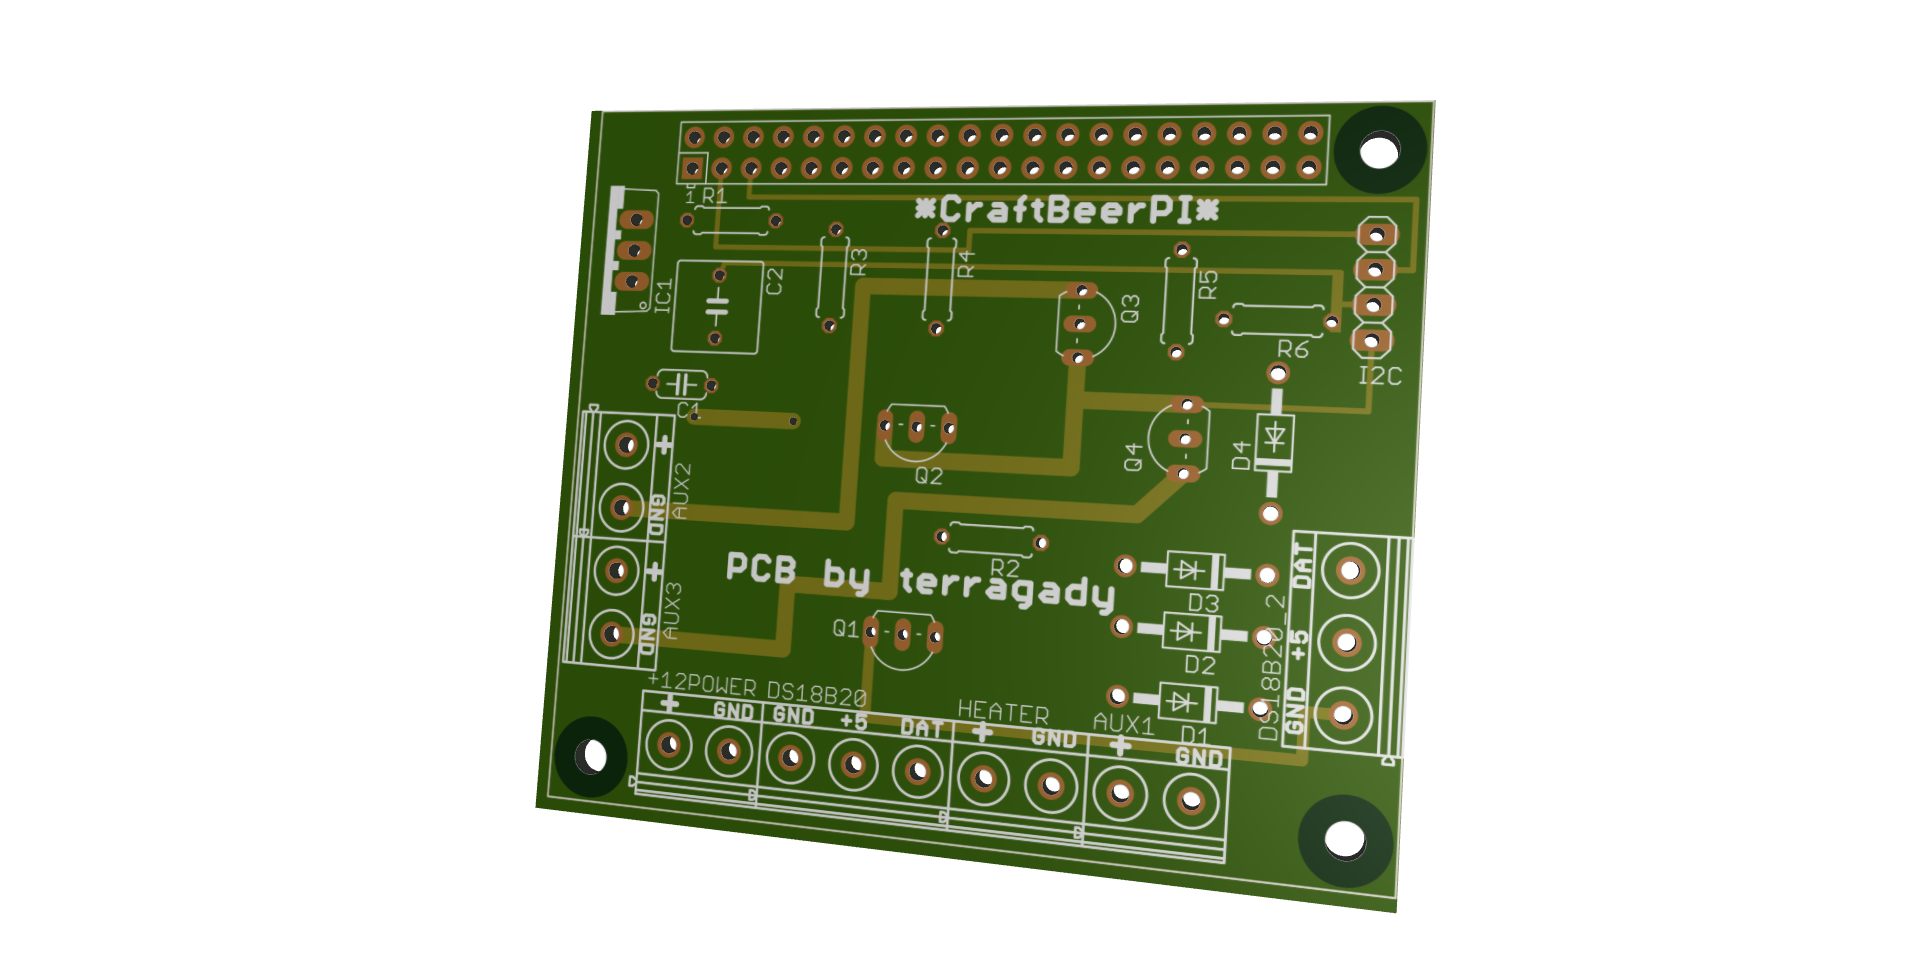 1 R1
*CraftBeerPI*
IC1
C2
R3
R4
Q3
R5
R6
I2C
C1
Q2
Q4
D4
+
GND
AUX2
+
GND
AUX3
PCB by terragady
R2
D3
D2
D1
Q1
DAT
+5
GND
DS18B20_2
+12POWER DS18B20 HEATER AUX1
+ GND GND +5 DAT + GND + GND